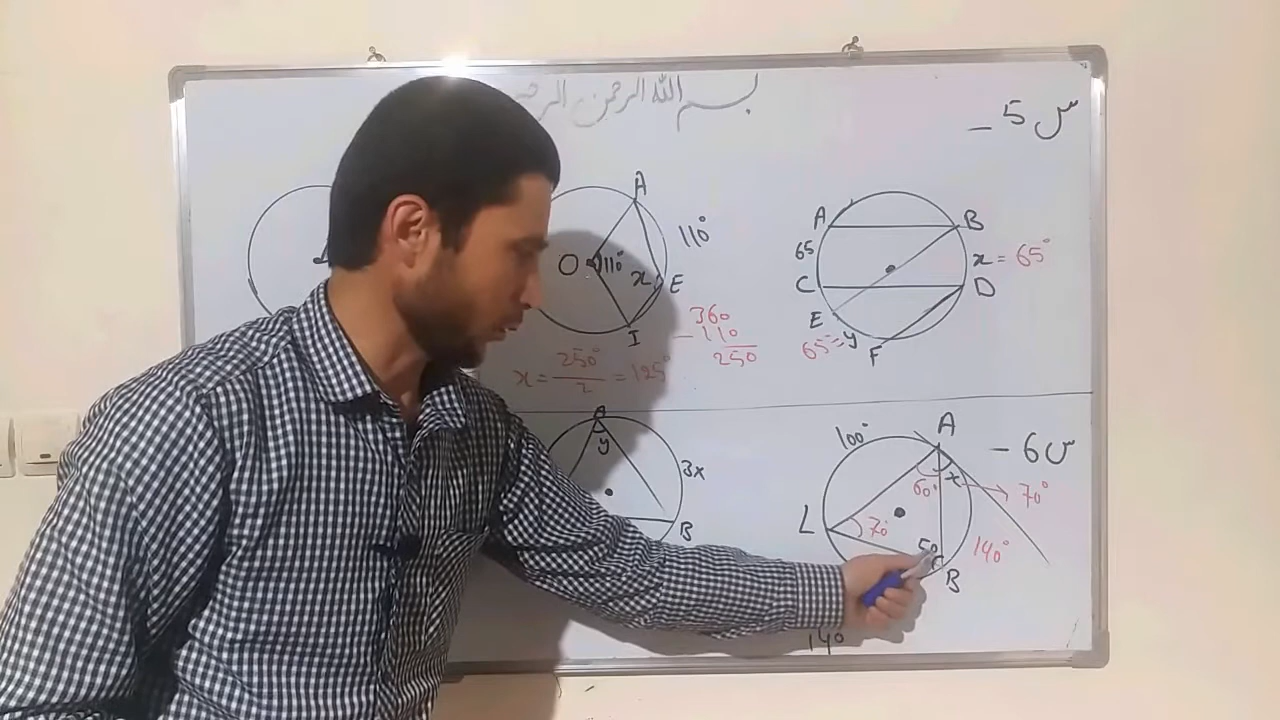 بسم الله الرحمن الرحيم
س 5 -
A
110°
O
110°
x
E
I
360
- 110
250
x = 250° / 2 = 125°
A
B
65
C
D
x = 65°
E
65° = y
F
A
y
3x
B
س 6 -
A
100°
60°
x
70°
L
70
50
140°
B
140